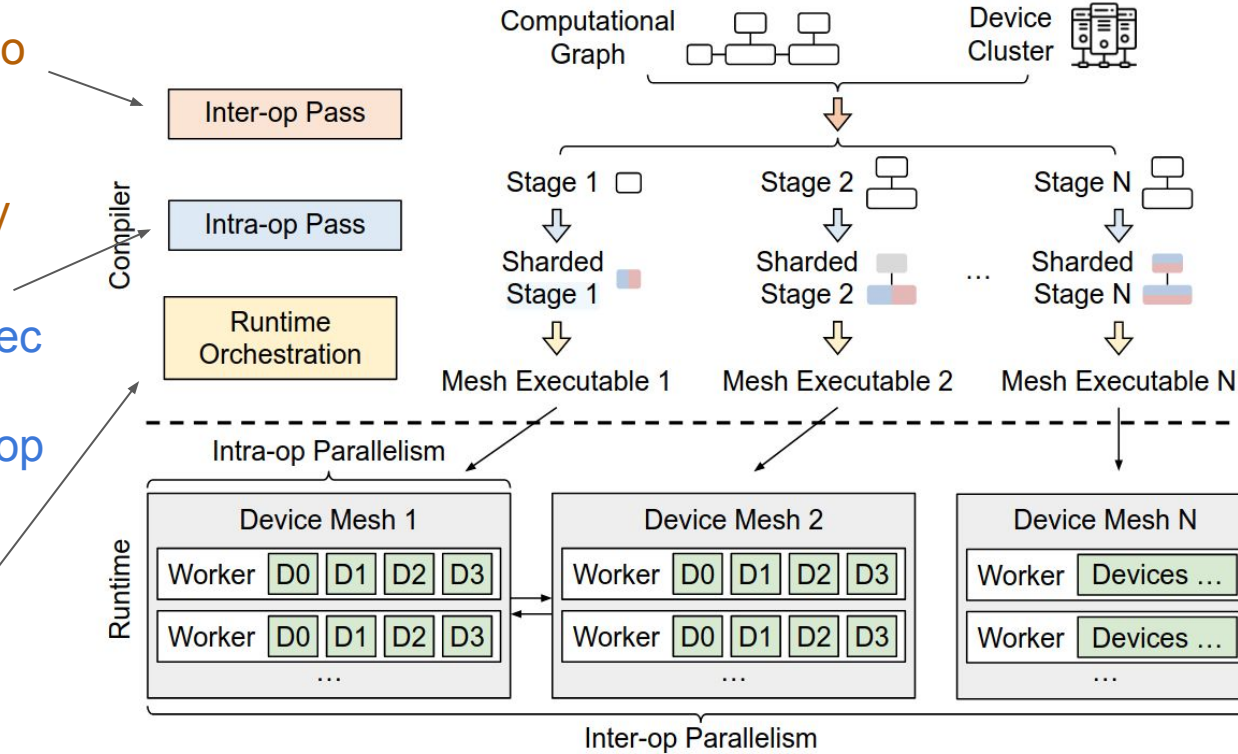 o
y
ec
op
Computational
Graph
Device
Cluster
Compiler
Inter-op Pass
Intra-op Pass
Runtime
Orchestration
Stage 1
Stage 2
Stage N
Sharded
Stage 1
Sharded
Stage 2
...
Sharded
Stage N
Mesh Executable 1
Mesh Executable 2
Mesh Executable N
Intra-op Parallelism
Runtime
Device Mesh 1
Worker D0 D1 D2 D3
Worker D0 D1 D2 D3
...
Device Mesh 2
Worker D0 D1 D2 D3
Worker D0 D1 D2 D3
...
Device Mesh N
Worker Devices ...
Worker Devices ...
...
Inter-op Parallelism